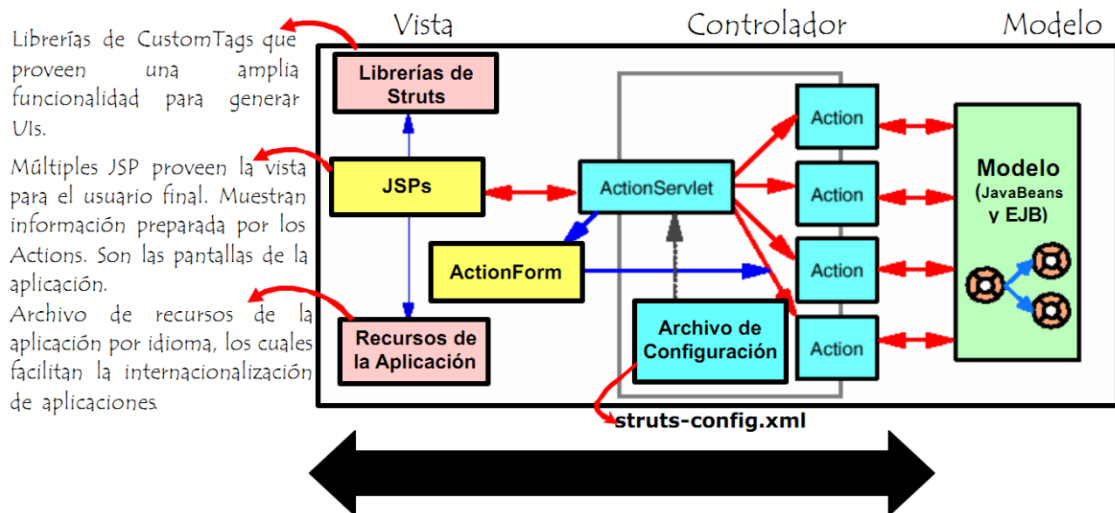 Vista
Controlador
Modelo
Librerías de CustomTags que
proveen una amplia
funcionalidad para generar
UIs.
Múltiples JSP proveen la vista
para el usuario final. Muestran
información preparada por los
Actions. Son las pantallas de la
aplicación.
Archivo de recursos de la
aplicación por idioma, los cuales
facilitan la internacionalización
de aplicaciones.
Librerías de
Struts
JSPs
ActionForm
Recursos de
la Aplicación
ActionServlet
Archivo de
Configuración
struts-config.xml
Action
Action
Action
Action
Modelo
(JavaBeans
y EJB)